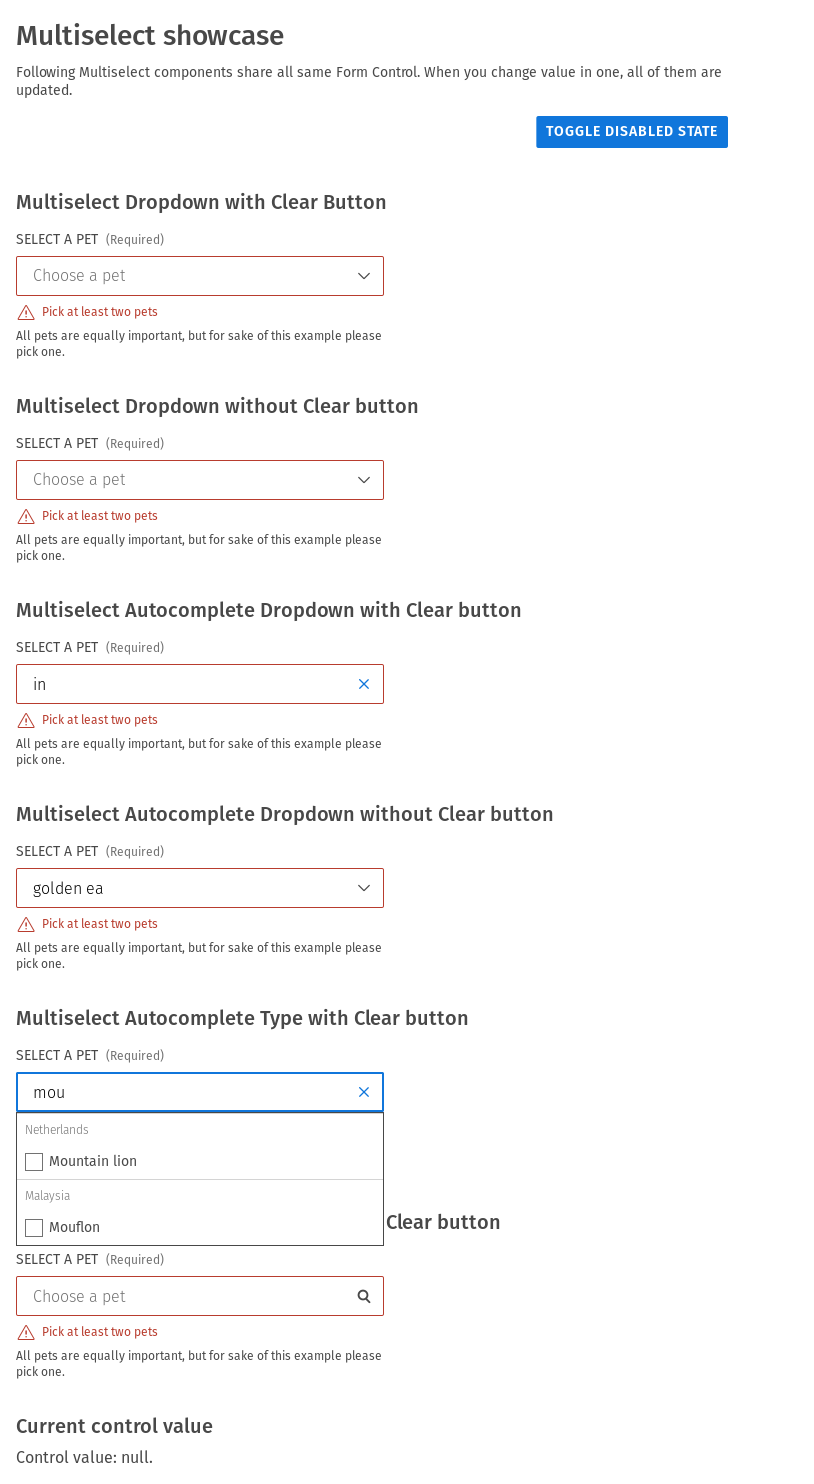 Multiselect showcase
Following Multiselect components share all same Form Control. When you change value in one, all of them are
updated.
TOGGLE DISABLED STATE
Multiselect Dropdown with Clear Button
SELECT A PET (Required)
Choose a pet
Pick at least two pets
All pets are equally important, but for sake of this example please
pick one.
Multiselect Dropdown without Clear button
SELECT A PET (Required)
Choose a pet
Pick at least two pets
All pets are equally important, but for sake of this example please
pick one.
Multiselect Autocomplete Dropdown with Clear button
SELECT A PET (Required)
in
Pick at least two pets
All pets are equally important, but for sake of this example please
pick one.
Multiselect Autocomplete Dropdown without Clear button
SELECT A PET (Required)
golden ea
Pick at least two pets
All pets are equally important, but for sake of this example please
pick one.
Multiselect Autocomplete Type with Clear button
SELECT A PET (Required)
mou
Netherlands
Mountain lion
Malaysia
Mouflon
Clear button
SELECT A PET (Required)
Choose a pet
Pick at least two pets
All pets are equally important, but for sake of this example please
pick one.
Current control value
Control value: null.